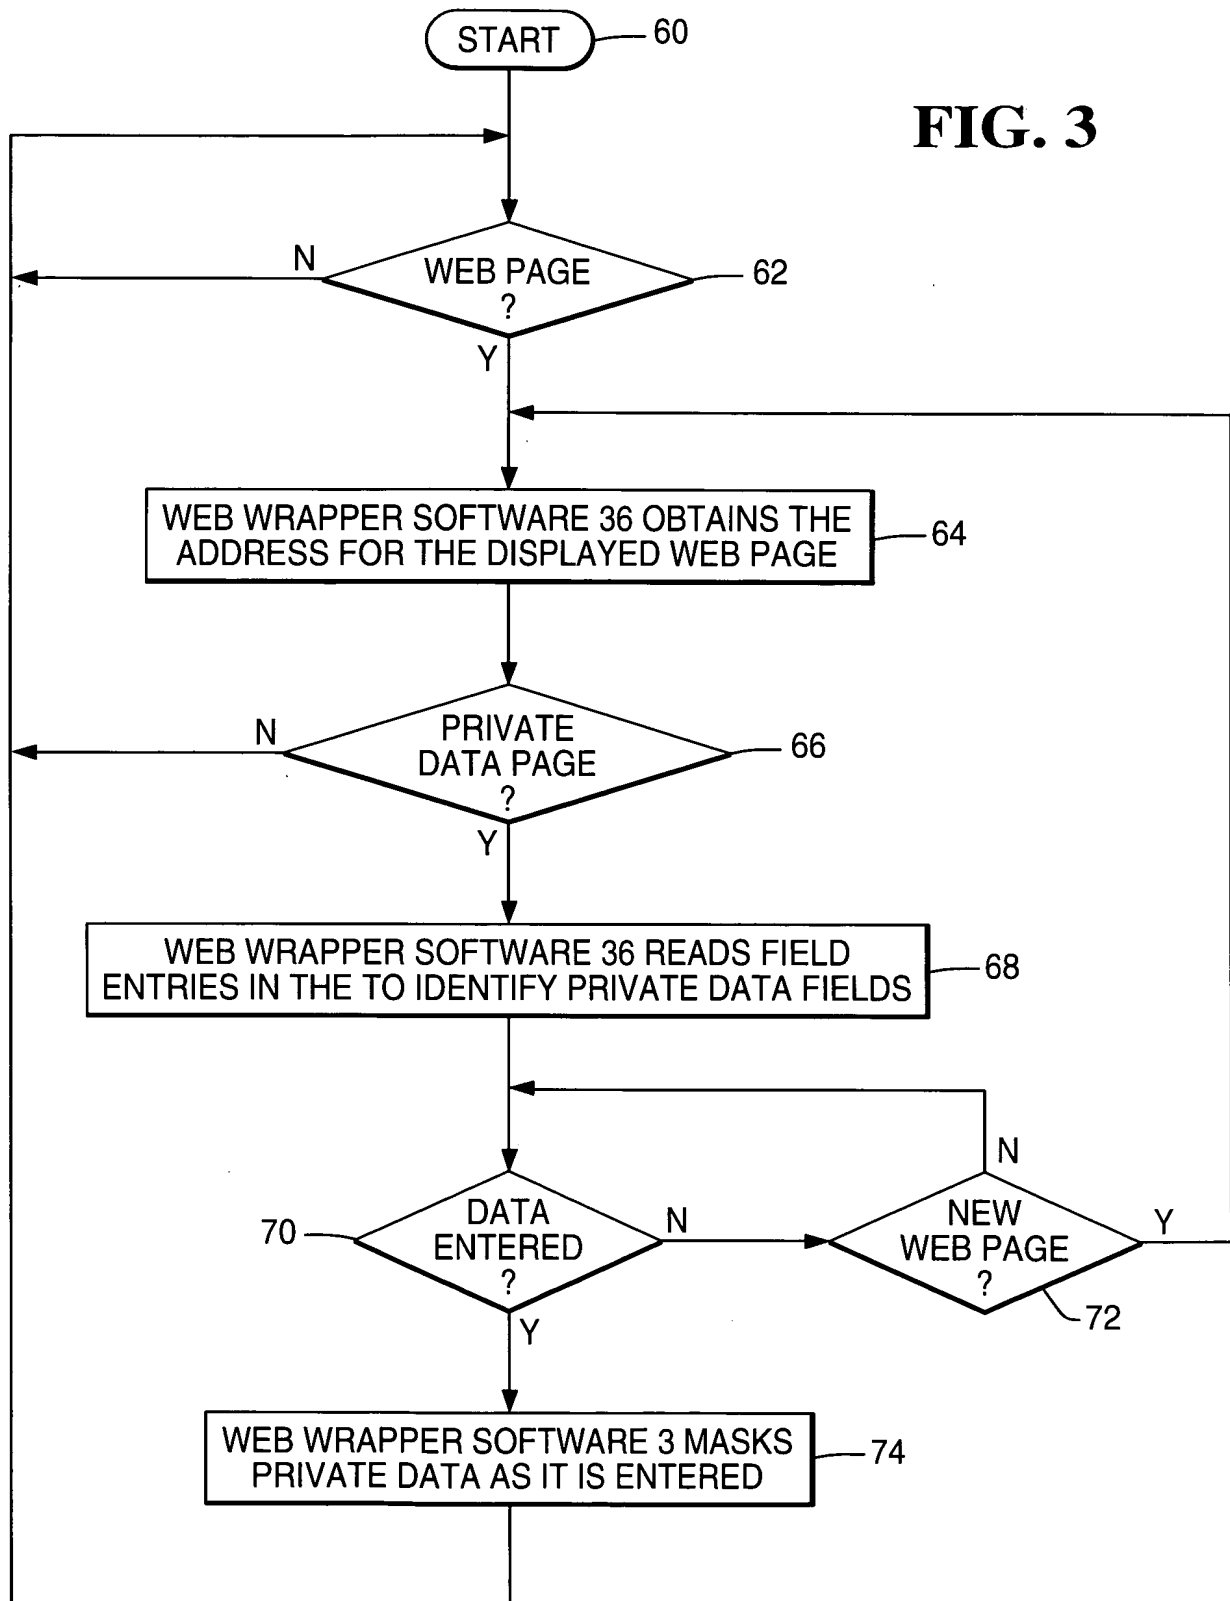 START
60
FIG. 3
N
WEB PAGE
?
62
Y
WEB WRAPPER SOFTWARE 36 OBTAINS THE
ADDRESS FOR THE DISPLAYED WEB PAGE
64
N
PRIVATE
DATA PAGE
?
66
Y
WEB WRAPPER SOFTWARE 36 READS FIELD
ENTRIES IN THE TO IDENTIFY PRIVATE DATA FIELDS
68
70
DATA
ENTERED
?
N
N
NEW
WEB PAGE
?
Y
72
Y
WEB WRAPPER SOFTWARE 3 MASKS
PRIVATE DATA AS IT IS ENTERED
74